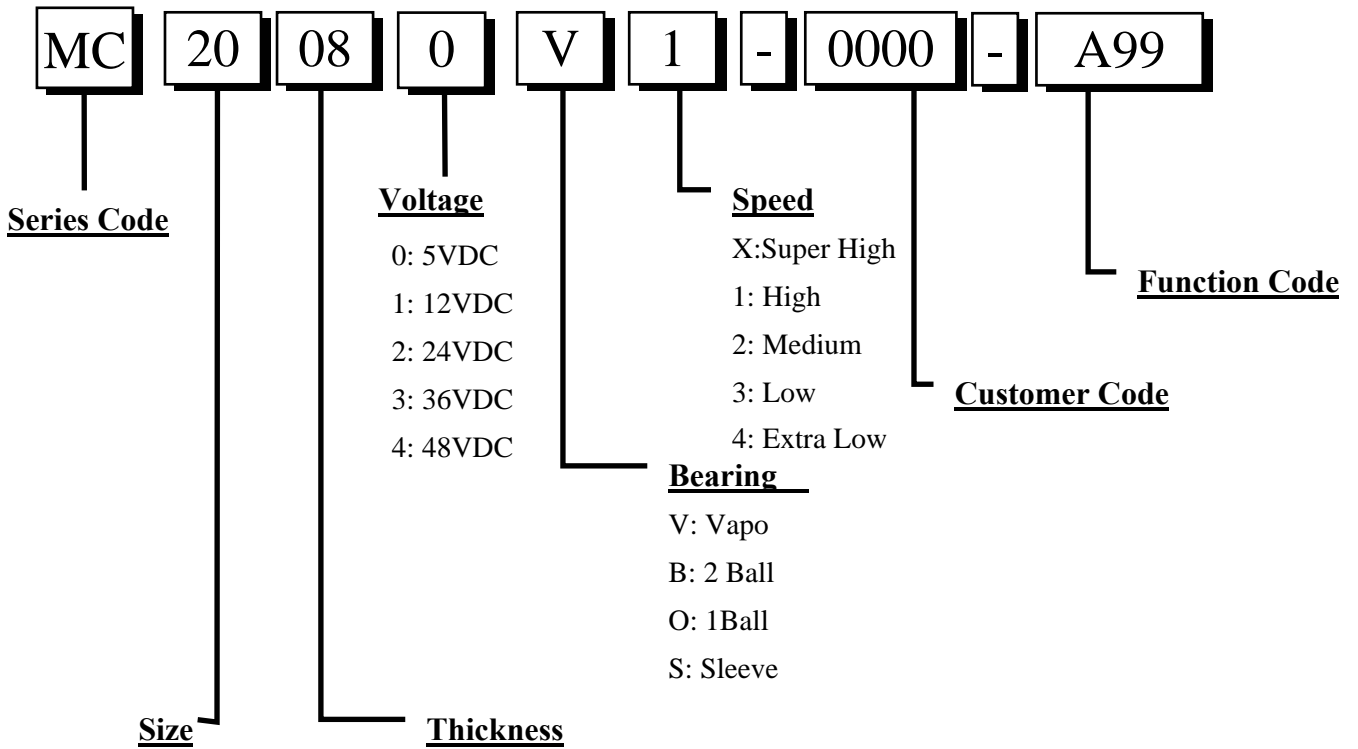 MC 20 08 0 V 1 - 0000 - A99
Series Code
Voltage
0: 5VDC
1: 12VDC
2: 24VDC
3: 36VDC
4: 48VDC
Speed
X:Super High
1: High
2: Medium
3: Low
4: Extra Low
Function Code
Customer Code
Bearing
V: Vapo
B: 2 Ball
O: 1Ball
S: Sleeve
Size
Thickness